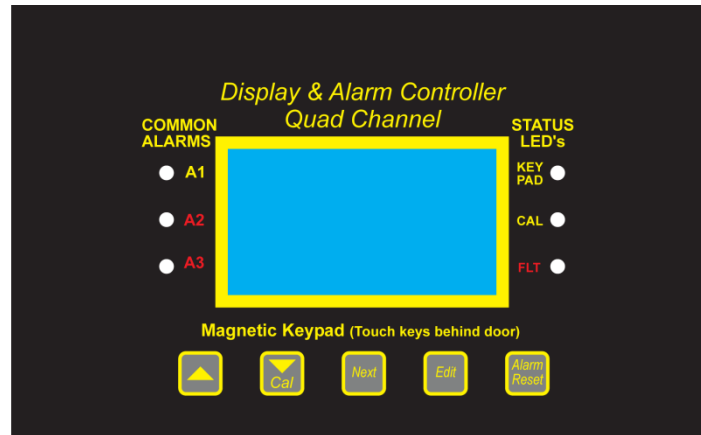 Display & Alarm Controller
Quad Channel
COMMON
ALARMS
A1
A2
A3
STATUS
LED's
KEY
PAD
CAL
FLT
Magnetic Keypad (Touch keys behind door)
Cal
Next
Edit
Alarm
Reset